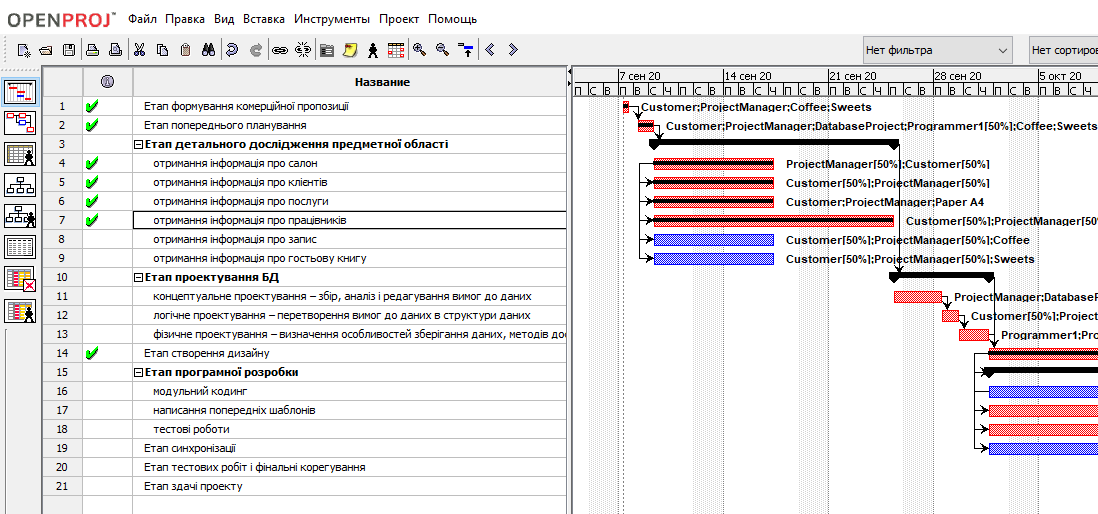 OPENPROJ™ Файл Правка Вид Вставка Инструменты Проект Помощь
Нет фильтра Нет сортиров
Название
7 сен 20 14 сен 20 21 сен 20 28 сен 20 5 окт 20
П С В П В Ч С В П В Ч С В П В Ч С В П В Ч С В П В Ч
1 Етап формування комерційної пропозиції Customer;ProjectManager;Coffee;Sweets
2 Етап попереднього планування Customer;ProjectManager;DatabaseProject;Programmer1[50%];Coffee;Sweets
3 Етап детального дослідження предметної області
4 отримання інформація про салон ProjectManager[50%];Customer[50%]
5 отримання інформація про клієнтів Customer[50%];ProjectManager[50%]
6 отримання інформація про послуги Customer;ProjectManager;Paper A4
7 отримання інформація про працівників Customer[50%];ProjectManager[50
8 отримання інформація про запис Customer[50%];ProjectManager[50%];Coffee
9 отримання інформація про гостьову книгу Customer[50%];ProjectManager[50%];Sweets
10 Етап проектування БД
11 концептуальне проектування – збір, аналіз і редагування вимог до даних ProjectManager;DatabaseP
12 логічне проектування – перетворення вимог до даних в структури даних Customer[50%];Project
13 фізичне проектування – визначення особливостей зберігання даних, методів дос Programmer1;Pro
14 Етап створення дизайну
15 Етап програмної розробки
16 модульний кодинг
17 написання попередніх шаблонів
18 тестові роботи
19 Етап синхронізації
20 Етап тестових робіт і фінальні корегування
21 Етап здачі проекту